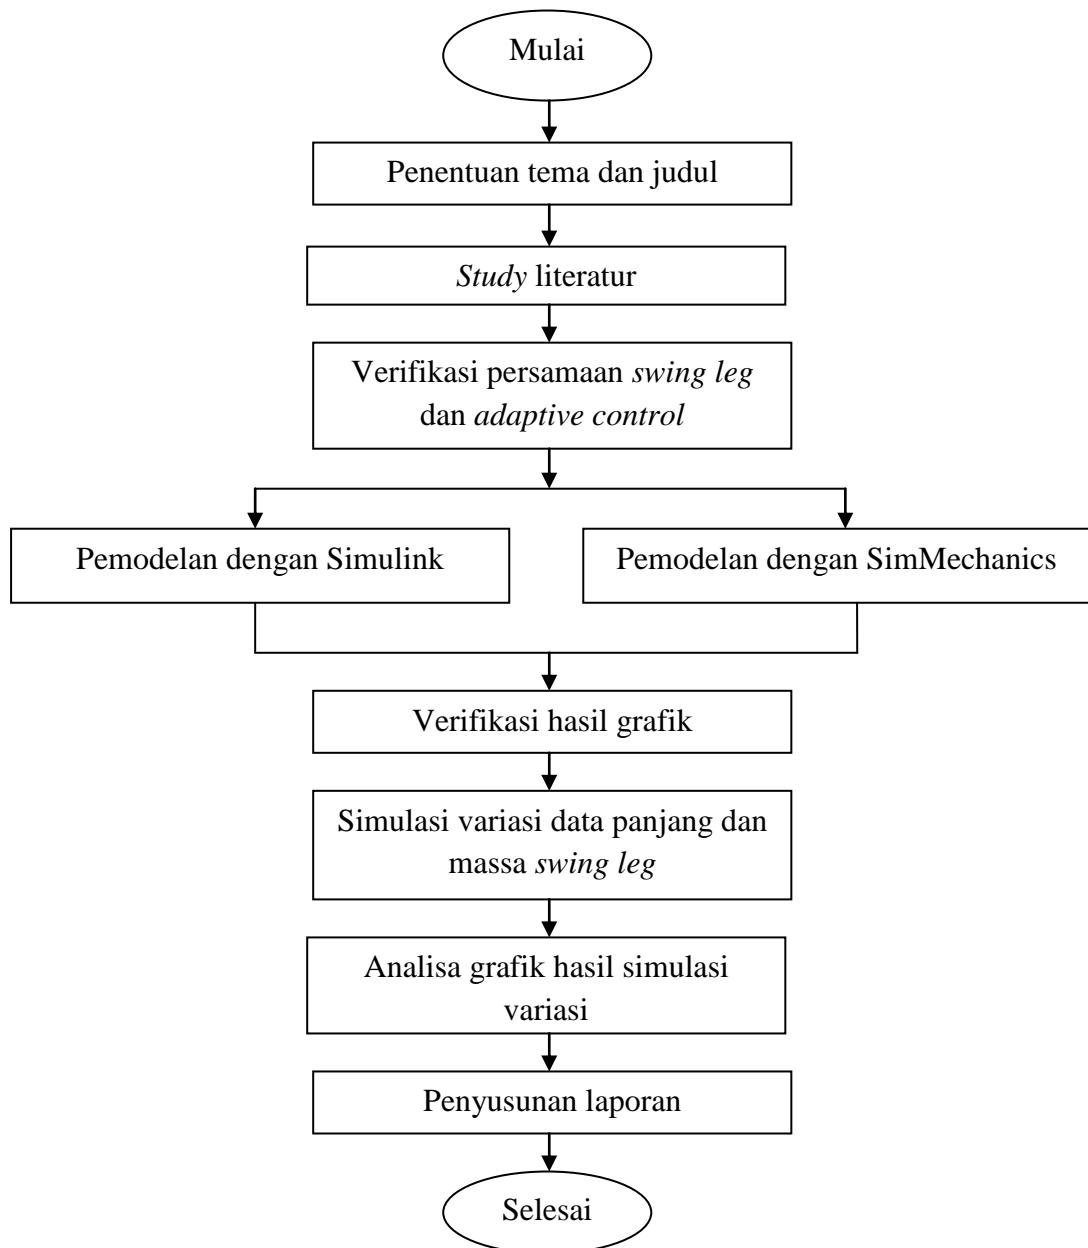 Mulai
Penentuan tema dan judul
Study literatur
Verifikasi persamaan swing leg
dan adaptive control
Pemodelan dengan Simulink
Pemodelan dengan SimMechanics
Verifikasi hasil grafik
Simulasi variasi data panjang dan
massa swing leg
Analisa grafik hasil simulasi
variasi
Penyusunan laporan
Selesai